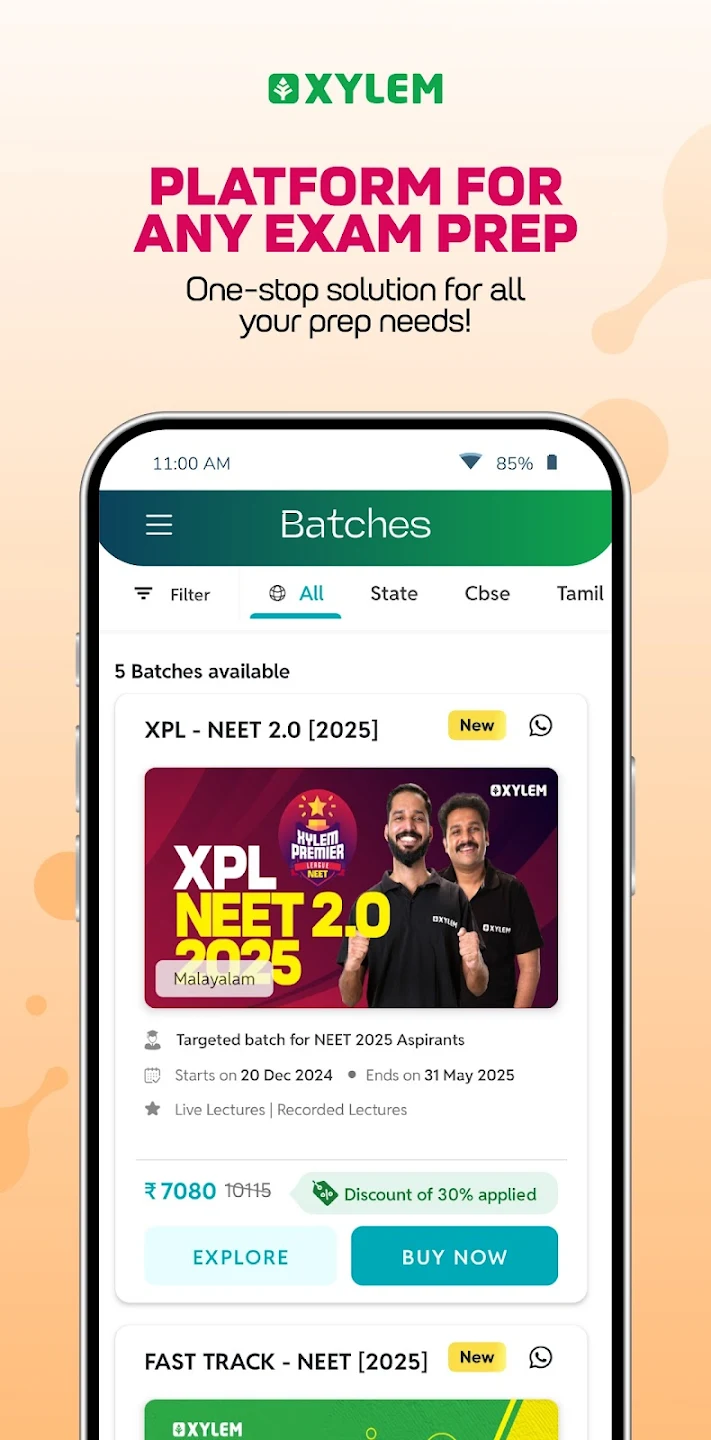 XYLEM
PLATFORM FOR
ANY EXAM PREP
One-stop solution for all
your prep needs!
11:00 AM 85%
Batches
Filter All State Cbse Tamil
5 Batches available
XPL - NEET 2.0 [2025] New
XYLEM
XYLEM
PREMIER
LEAGUE
NEET
XPL
NEET 2.0
2025
XYLEM XYLEM
Malayalam
Targeted batch for NEET 2025 Aspirants
Starts on 20 Dec 2024 • Ends on 31 May 2025
Live Lectures | Recorded Lectures
₹7080 10115 Discount of 30% applied
EXPLORE BUY NOW
FAST TRACK - NEET [2025] New
XYLEM